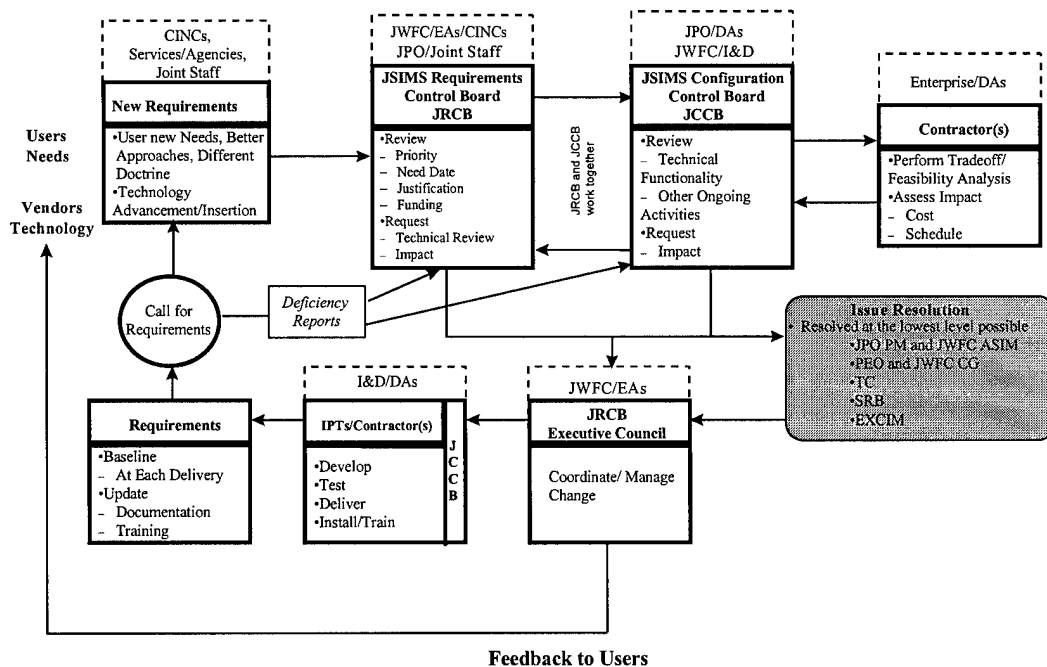 CINCs,
Services/Agencies,
Joint Staff
New Requirements
•User new Needs, Better
Approaches, Different
Doctrine
•Technology
Advancement/Insertion
Users
Needs
Vendors
Technology
JWFC/EAs/CINCs
JPO/Joint Staff
JSIMS Requirements
Control Board
JRCB
•Review
– Priority
– Need Date
– Justification
– Funding
•Request
– Technical Review
– Impact
JRCB and JCCB
work together
JPO/DAs
JWFC/I&D
JSIMS Configuration
Control Board
JCCB
•Review
– Technical
Functionality
– Other Ongoing
Activities
•Request
– Impact
Enterprise/DAs
Contractor(s)
•Perform Tradeoff/
Feasibility Analysis
•Assess Impact
– Cost
– Schedule
Call for
Requirements
Deficiency
Reports
Issue Resolution
• Resolved at the lowest level possible
•JPO PM and JWFC ASIM
•PEO and JWFC CG
•TC
•SRB
•EXCIM
Requirements
•Baseline
– At Each Delivery
•Update
– Documentation
– Training
I&D/DAs
IPTs/Contractor(s)
•Develop
•Test
•Deliver
•Install/Train
J
C
C
B
JWFC/EAs
JRCB
Executive Council
Coordinate/ Manage
Change
Feedback to Users